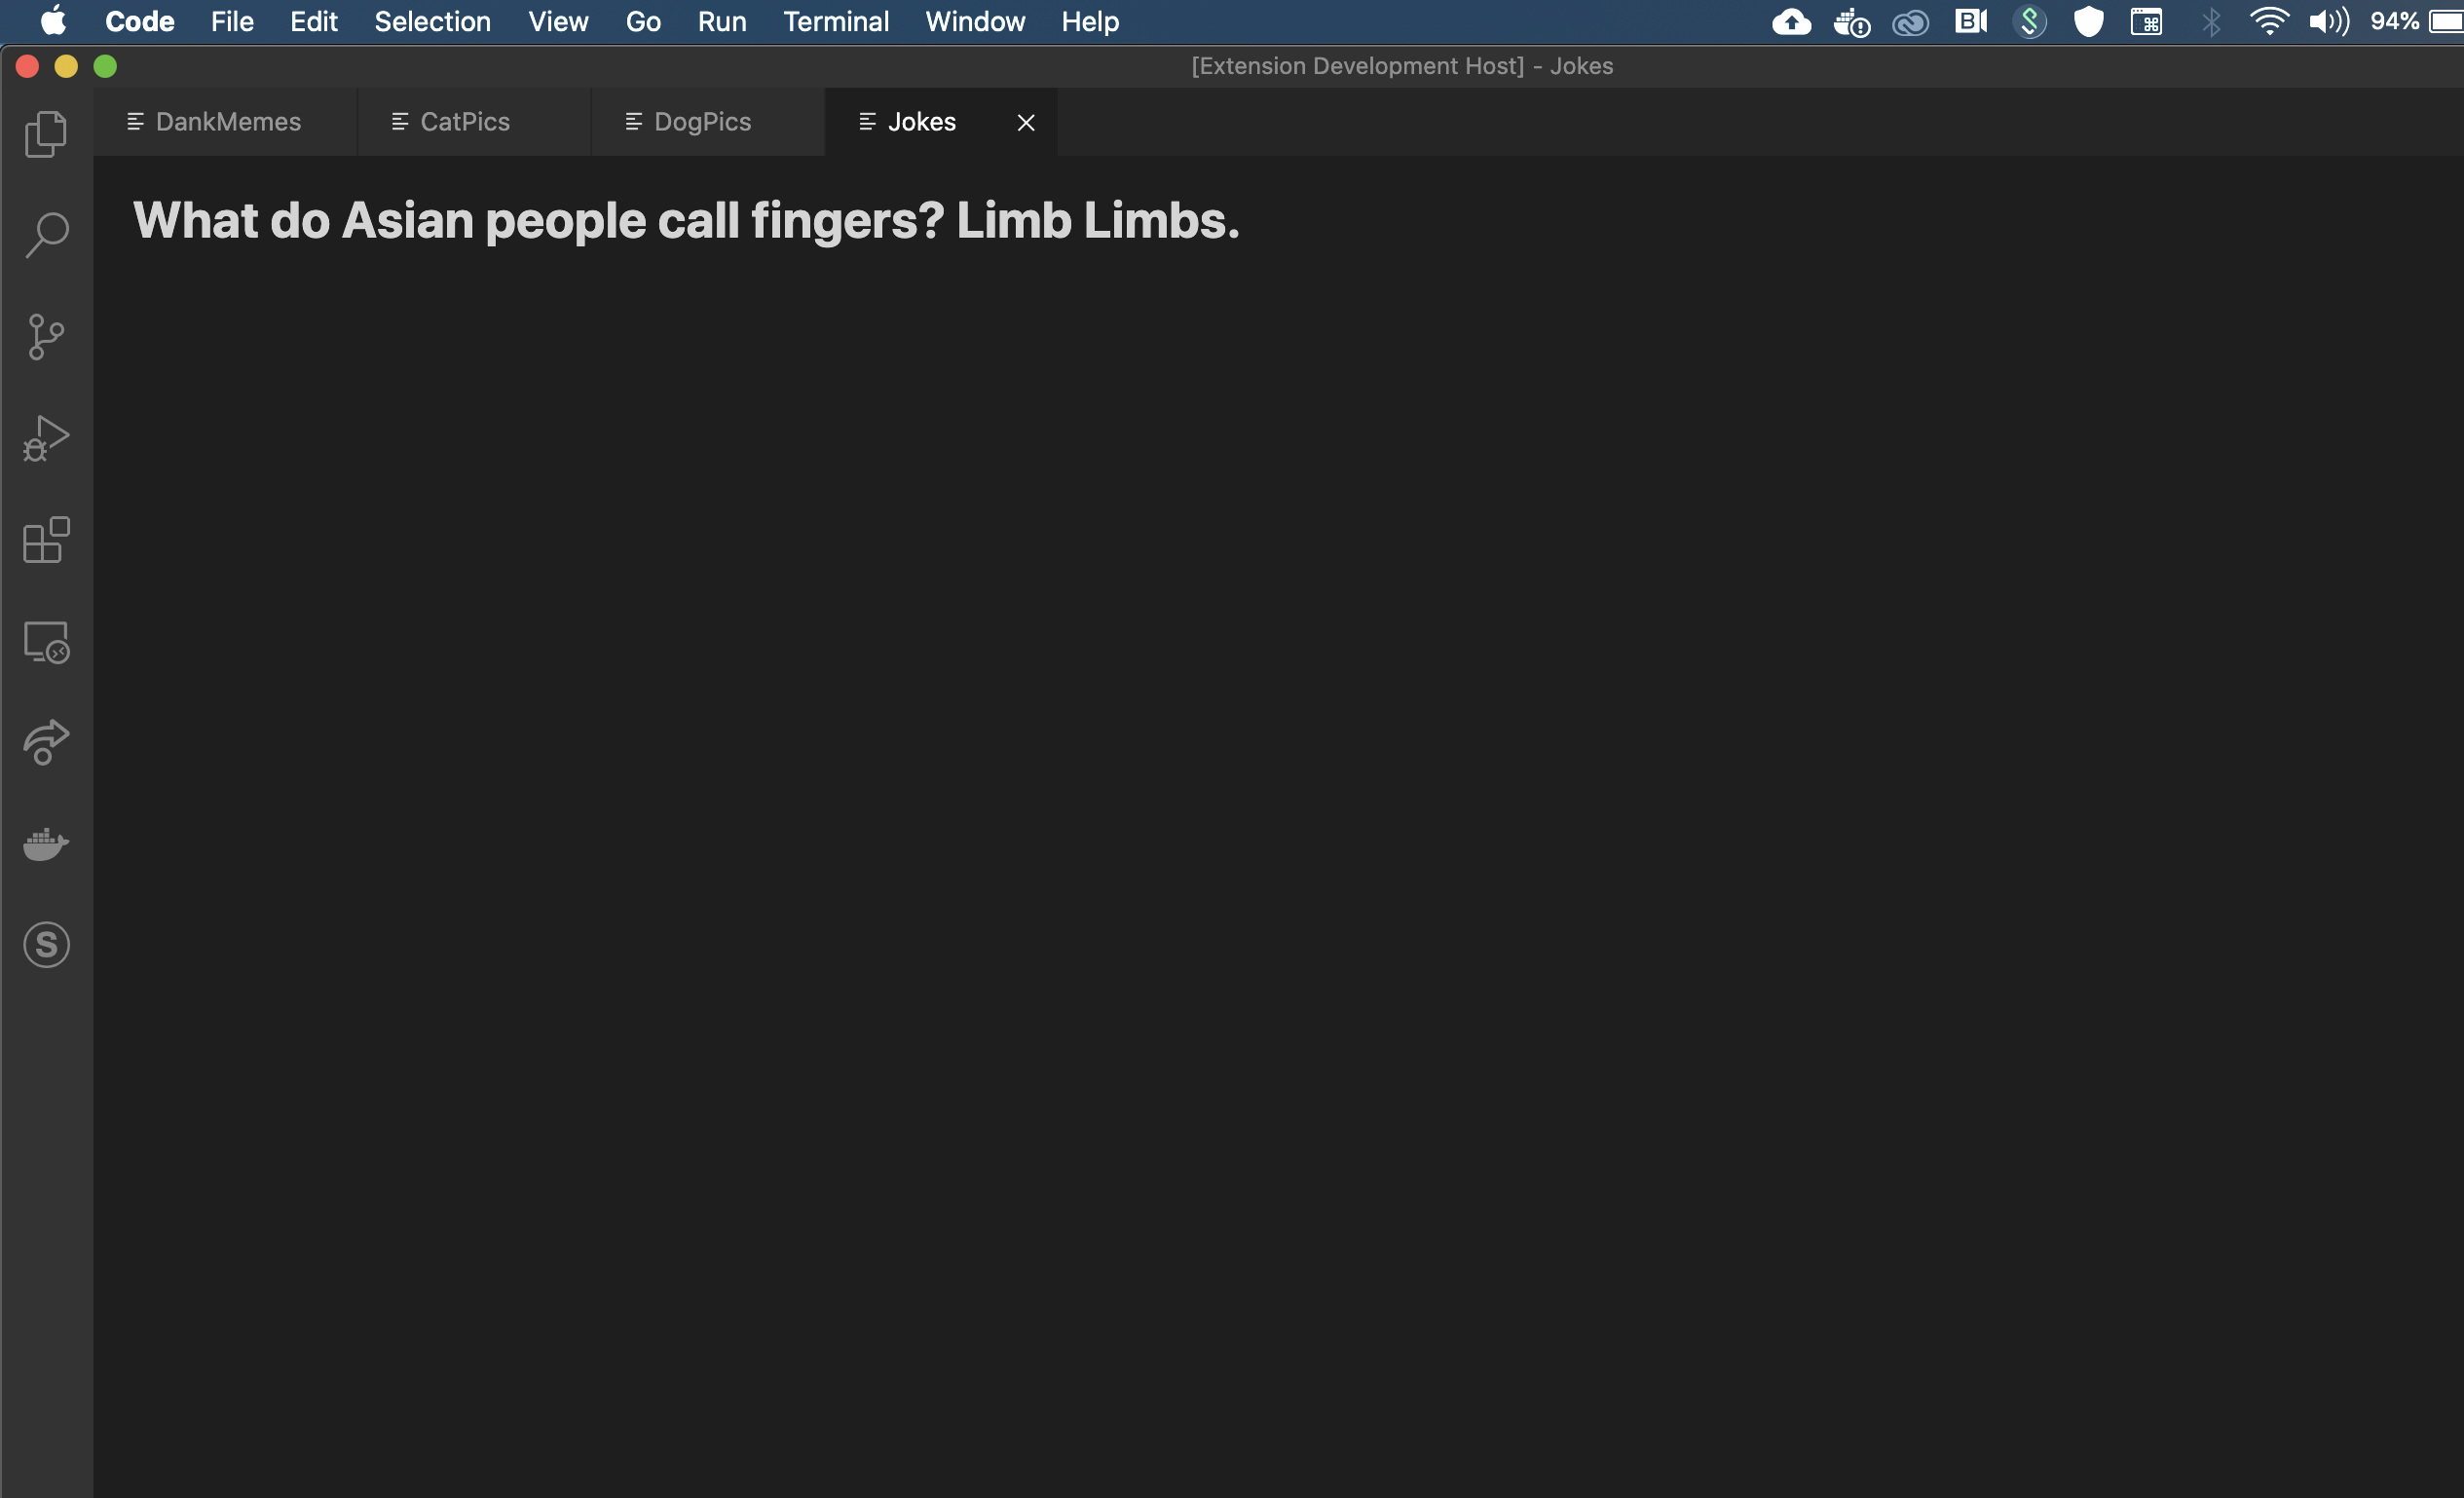 Code File Edit Selection View Go Run Terminal Window Help 94%
[Extension Development Host] - Jokes
DankMemes CatPics DogPics Jokes
What do Asian people call fingers? Limb Limbs.